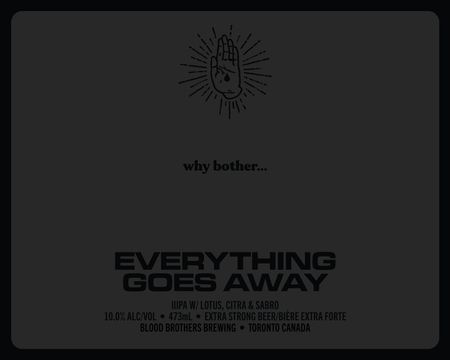 why bother...
EVERYTHING
GOES AWAY
IIIPA W/ LOTUS, CITRA & SABRO
10.0% ALC/VOL • 473mL • EXTRA STRONG BEER/BIÈRE EXTRA FORTE
BLOOD BROTHERS BREWING • TORONTO CANADA